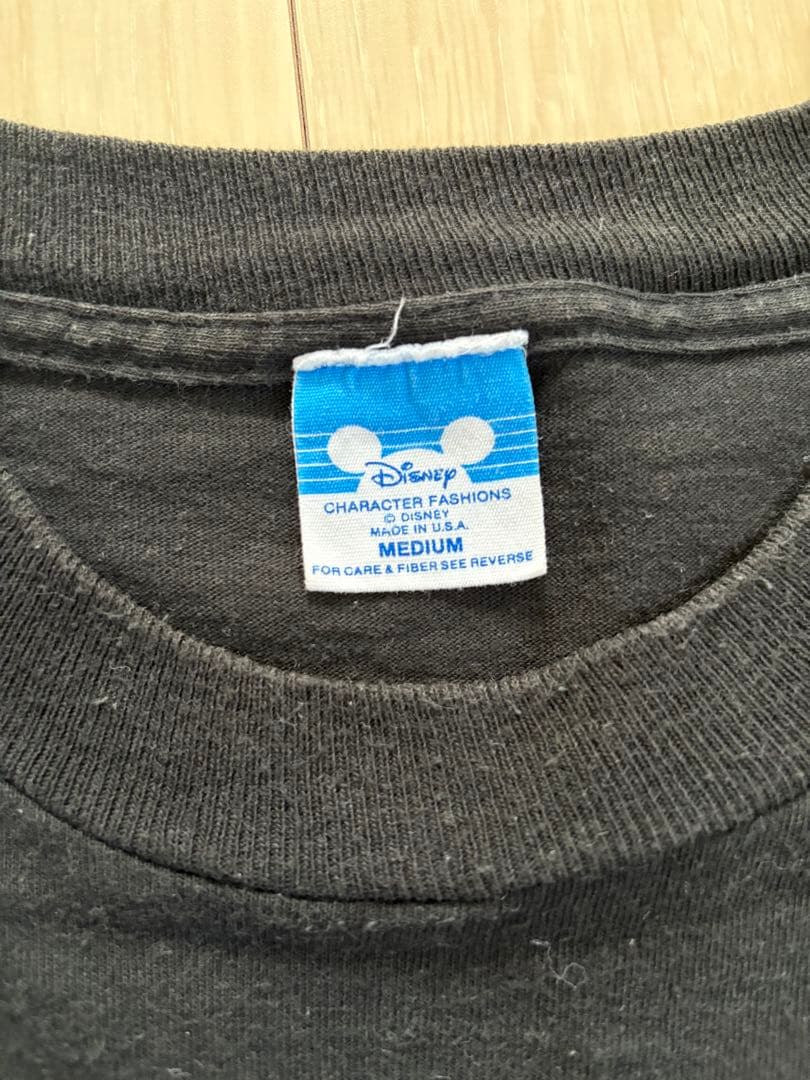 Disney
CHARACTER FASHIONS
© DISNEY
MADE IN U.S.A.
MEDIUM
FOR CARE & FIBER SEE REVERSE